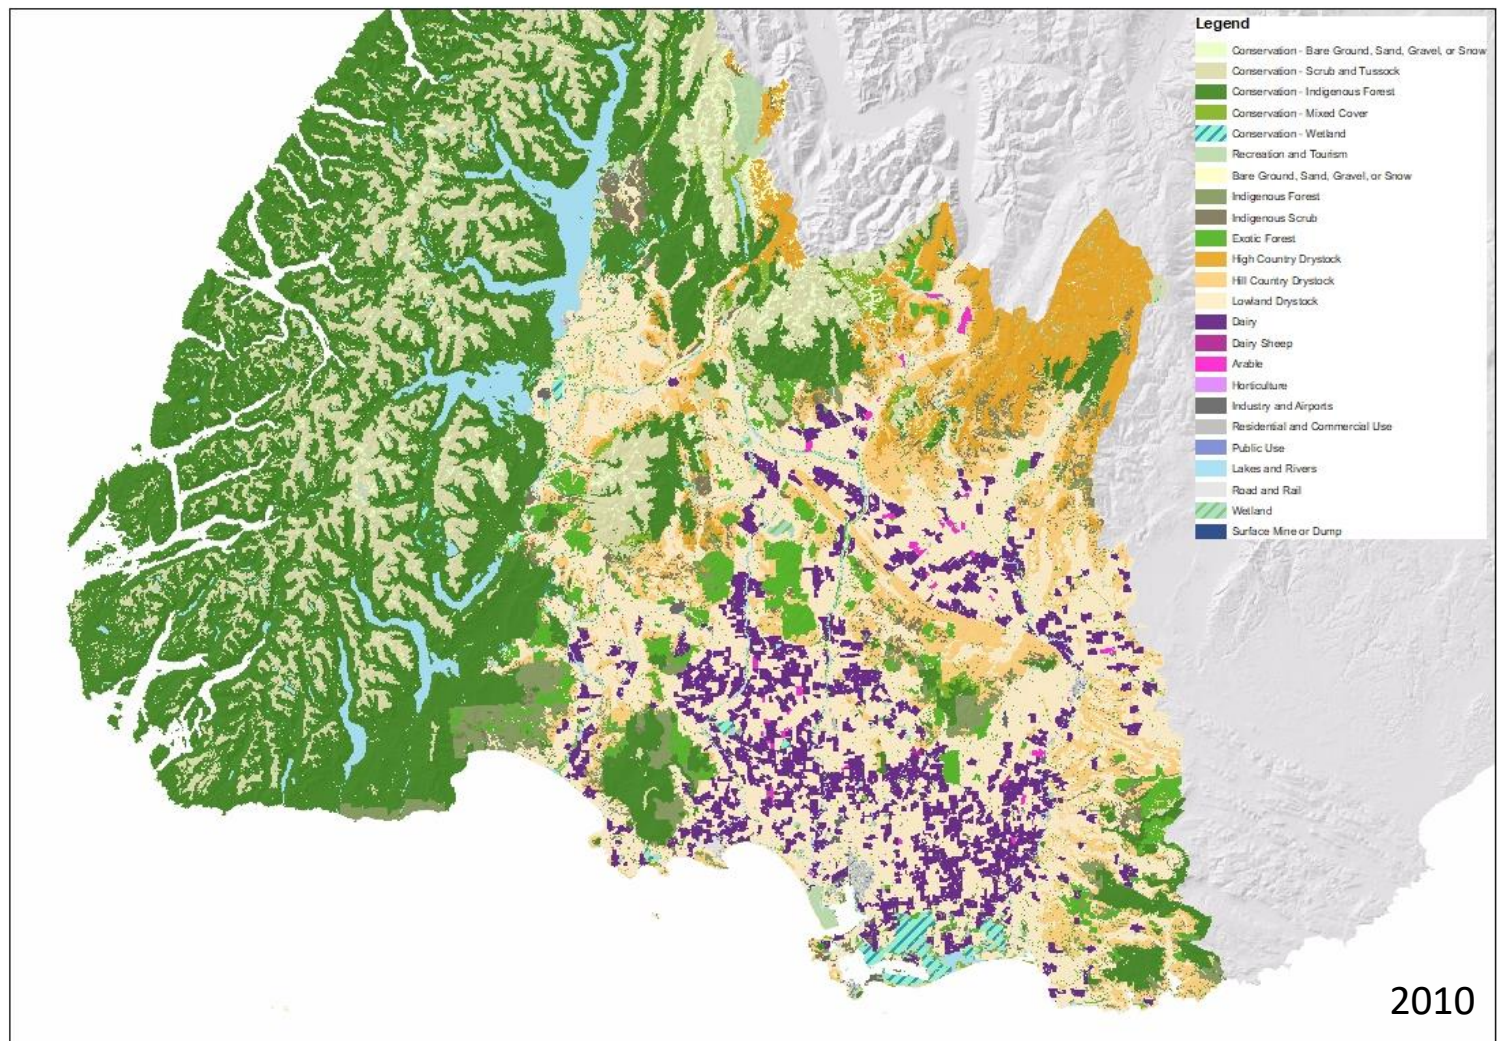 Legend
Conservation - Bare Ground, Sand, Gravel, or Snow
Conservation - Scrub and Tussock
Conservation - Indigenous Forest
Conservation - Mixed Cover
Conservation - Wetland
Recreation and Tourism
Bare Ground, Sand, Gravel, or Snow
Indigenous Forest
Indigenous Scrub
Exotic Forest
High Country Drystock
Hill Country Drystock
Lowland Drystock
Dairy
Dairy Sheep
Arable
Horticulture
Industry and Airports
Residential and Commercial Use
Public Use
Lakes and Rivers
Road and Rail
Wetland
Surface Mine or Dump
2010